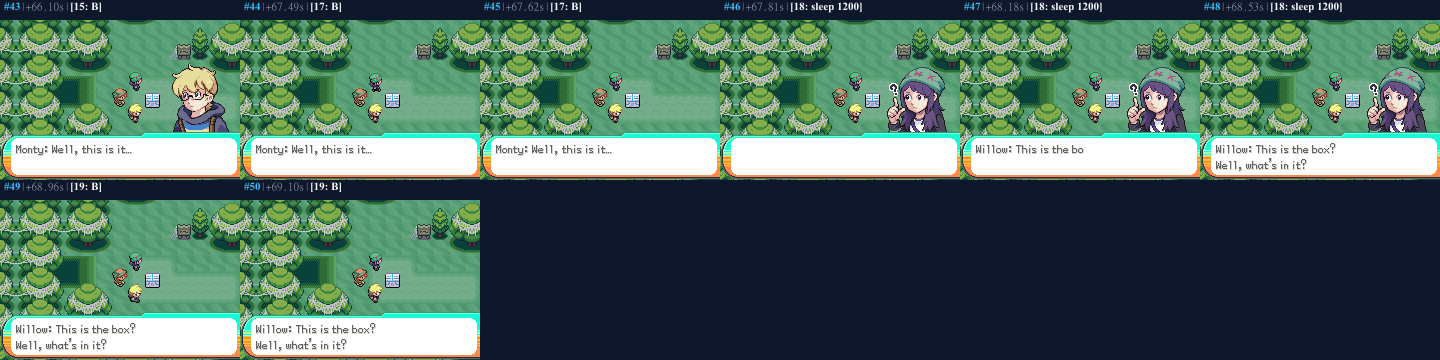 #43|+66.10s|[15: B]
Monty: Well, this is it…
#44|+67.49s|[17: B]
Monty: Well, this is it…
#45|+67.62s|[17: B]
Monty: Well, this is it…
#46|+67.81s|[18: sleep 1200]
?
#47|+68.18s|[18: sleep 1200]
?
Willow: This is the bo
#48|+68.53s|[18: sleep 1200]
?
Willow: This is the box?
Well, what's in it?
#49|+68.96s|[19: B]
Willow: This is the box?
Well, what's in it?
#50|+69.10s|[19: B]
Willow: This is the box?
Well, what's in it?